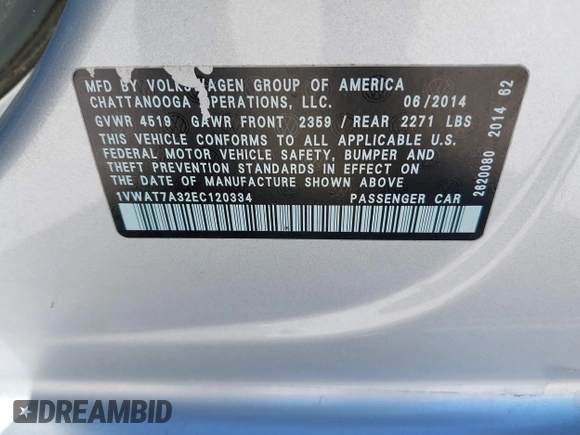 MFD BY VOLKSWAGEN GROUP OF AMERICA
CHATTANOOGA OPERATIONS, LLC. 06/2014
GVWR 4519 GAWR FRONT 2359 / REAR 2271 LBS
THIS VEHICLE CONFORMS TO ALL APPLICABLE U.S.
FEDERAL MOTOR VEHICLE SAFETY, BUMPER AND
THEFT PREVENTION STANDARDS IN EFFECT ON
THE DATE OF MANUFACTURE SHOWN ABOVE
1VWAT7A32EC120334 PASSENGER CAR
2620080 2014 62
DREAMBID